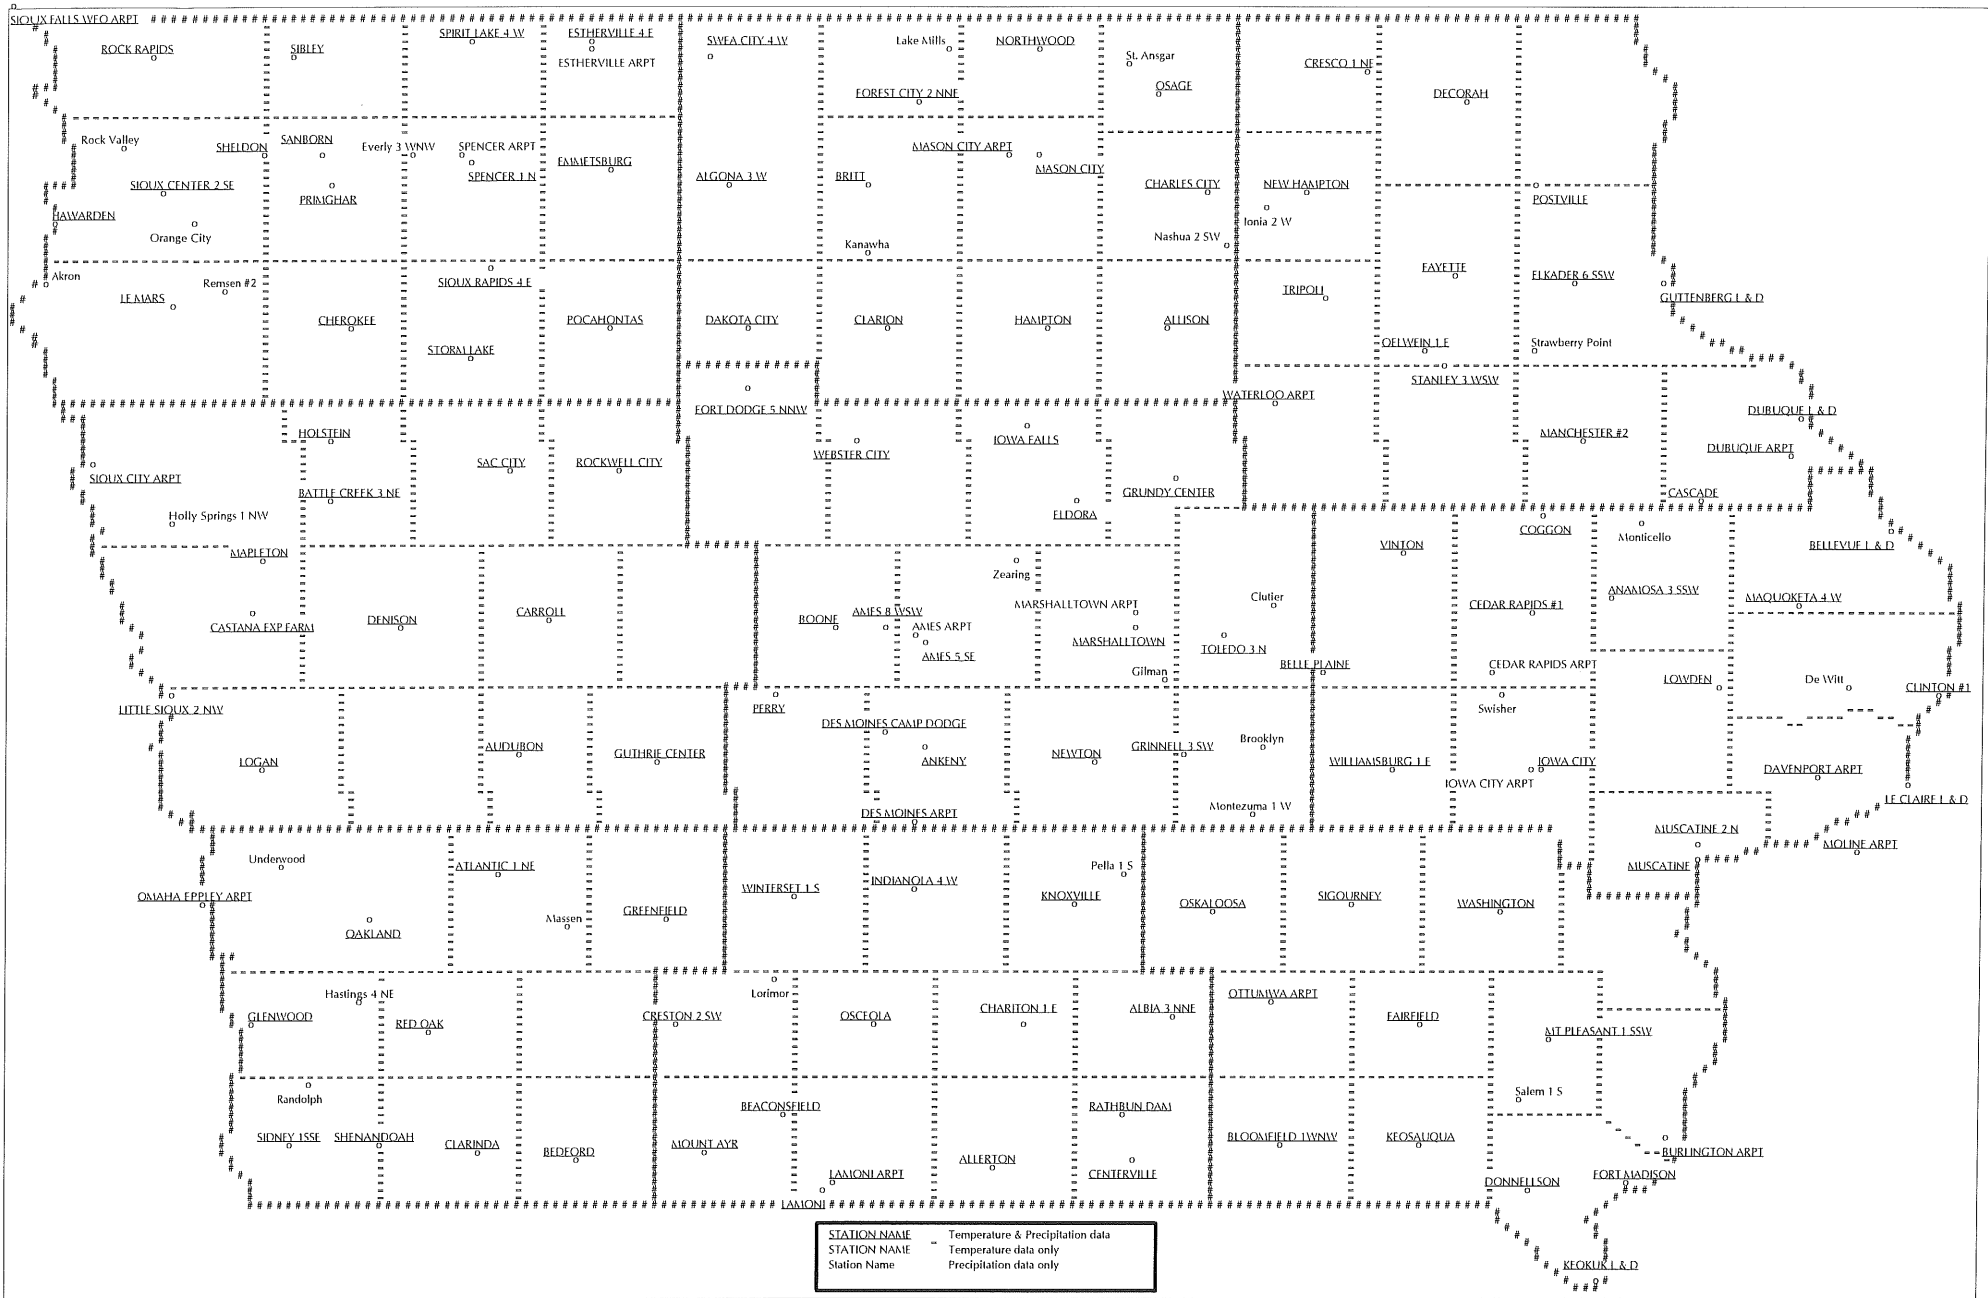 SIOUX FALLS WFO ARPT
ROCK RAPIDS
SIBLEY
SPIRIT LAKE 4 W
ESTHERVILLE 4 E
ESTHERVILLE ARPT
SWEA CITY 4 W
Lake Mills
NORTHWOOD
St. Ansgar
OSAGE
CRESCO 1 NE
DECORAH
FOREST CITY 2 NNE
Rock Valley
SHELDON
SANBORN
Everly 3 WNW
SPENCER ARPT
SPENCER 1 N
EMMETSBURG
MASON CITY ARPT
MASON CITY
SIOUX CENTER 2 SE
PRIMGHAR
ALGONA 3 W
BRITT
CHARLES CITY
NEW HAMPTON
POSTVILLE
HAWARDEN
Orange City
Kanawha
Nashua 2 SW
Ionia 2 W
Akron
Remsen #2
SIOUX RAPIDS 4 E
FAYETTE
ELKADER 6 SSW
LE MARS
TRIPOLI
GUTTENBERG L & D
CHEROKEE
POCAHONTAS
DAKOTA CITY
CLARION
HAMPTON
ALLISON
STORM LAKE
OELWEIN 1 E
Strawberry Point
STANLEY 3 WSW
FORT DODGE 5 NNW
WATERLOO ARPT
DUBUQUE L & D
HOLSTEIN
IOWA FALLS
MANCHESTER #2
SAC CITY
ROCKWELL CITY
WEBSTER CITY
DUBUQUE ARPT
SIOUX CITY ARPT
BATTLE CREEK 3 NE
GRUNDY CENTER
CASCADE
Holly Springs 1 NW
ELDORA
COGGON
Monticello
MAPLETON
VINTON
BELLEVUE L & D
Zearing
CASTANA EXP FARM
DENISON
CARROLL
BOONE
AMES 8 WSW
AMES ARPT
AMES 5 SE
MARSHALLTOWN ARPT
MARSHALLTOWN
Clutier
CEDAR RAPIDS #1
ANAMOSA 3 SSW
MAQUOKETA 4 W
TOLEDO 3 N
Gilman
BELLE PLAINE
CEDAR RAPIDS ARPT
LOWDEN
De Witt
CLINTON #1
LITTLE SIOUX 2 NW
PERRY
Swisher
DES MOINES CAMP DODGE
LOGAN
AUDUBON
GUTHRIE CENTER
ANKENY
NEWTON
GRINNELL 3 SW
Brooklyn
WILLIAMSBURG 1 E
IOWA CITY
IOWA CITY ARPT
DAVENPORT ARPT
LE CLAIRE L & D
DES MOINES ARPT
Montezuma 1 W
MUSCATINE 2 N
MOLINE ARPT
Underwood
ATLANTIC 1 NE
Pella 1 S
MUSCATINE
OMAHA EPPLEY ARPT
WINTERSET 1 S
INDIANOLA 4 W
KNOXVILLE
OSKALOOSA
SIGOURNEY
WASHINGTON
OAKLAND
Massen
GREENFIELD
Hastings 4 NE
Lorimor
OTTUMWA ARPT
GLENWOOD
RED OAK
CRESTON 2 SW
OSCEOLA
CHARITON 1 E
ALBIA 3 NNE
FAIRFIELD
MT PLEASANT 1 SSW
Randolph
BEACONSFIELD
RATHBUN DAM
Salem 1 S
SIDNEY 1SSE
SHENANDOAH
CLARINDA
BEDFORD
MOUNT AYR
BLOOMFIELD 1WNW
KEOSAUQUA
BURLINGTON ARPT
LAMONI ARPT
ALLERTON
CENTERVILLE
DONNELLSON
FORT MADISON
LAMONI
KEOKUK L & D
STATION NAME - Temperature & Precipitation data
STATION NAME Temperature data only
Station Name Precipitation data only